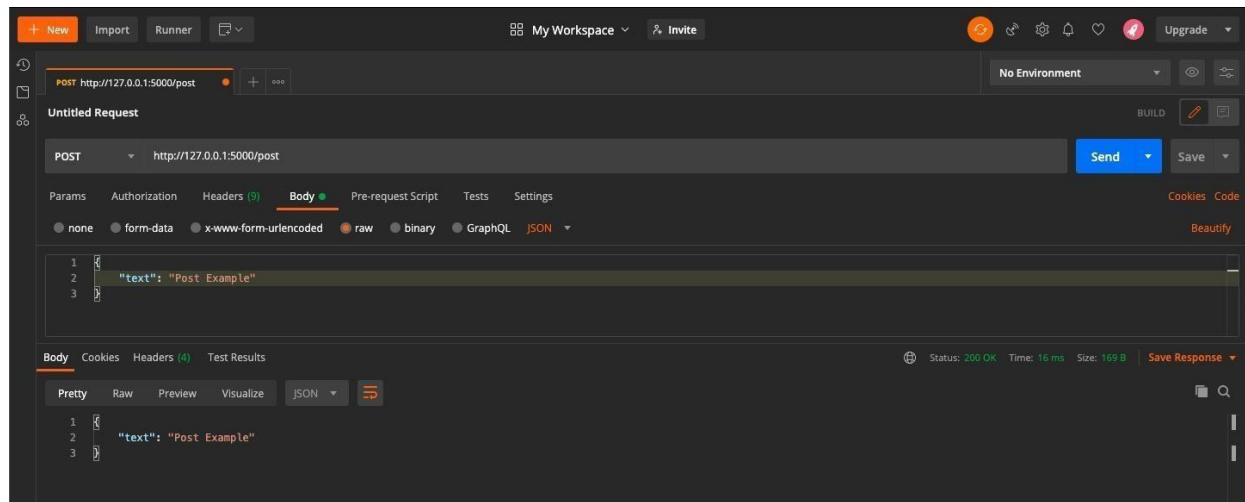 + New Import Runner My Workspace Invite Upgrade
POST http://127.0.0.1:5000/post + ooo No Environment
Untitled Request BUILD
POST http://127.0.0.1:5000/post Send Save
Params Authorization Headers (9) Body Pre-request Script Tests Settings Cookies Code
none form-data x-www-form-urlencoded raw binary GraphQL JSON Beautify
1 {
2 "text": "Post Example"
3 }
Body Cookies Headers (4) Test Results Status: 200 OK Time: 16 ms Size: 169 B Save Response
Pretty Raw Preview Visualize JSON
1 {
2 "text": "Post Example"
3 }